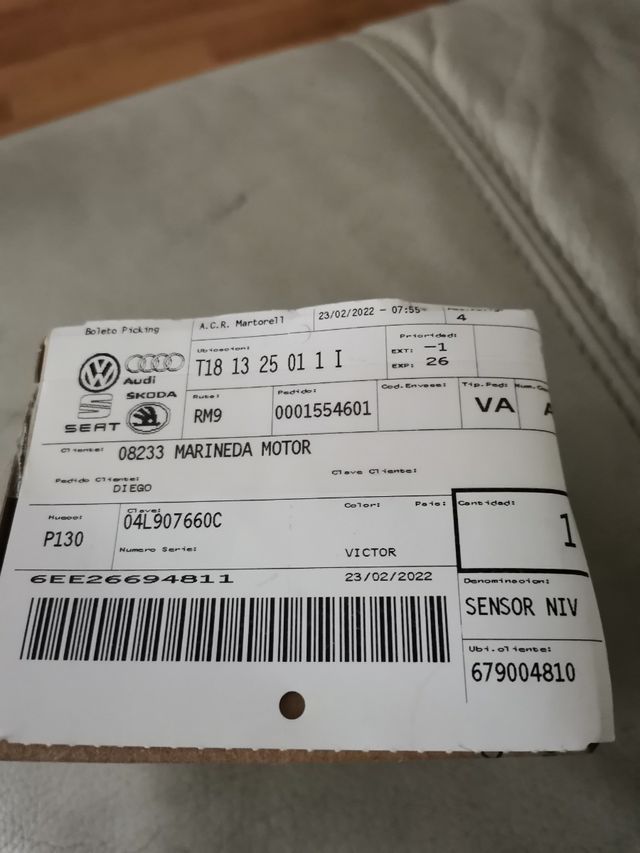 Boleto Picking
A.C.R. Martorell
23/02/2022 - 07:55
4
Audi
SEAT
ŠKODA
Ubicacion:
T18 13 25 01 1 I
Prioridad:
EXT: -1
EXP: 26
Ruta:
RM9
Pedido:
0001554601
Cod.Envase:
Tip.Ped:
VA
Num.
Cliente: 08233 MARINEDA MOTOR
Clave Cliente:
Pedido Cliente:
DIEGO
Hueco:
P130
Clave:
04L907660C
Color:
Pais:
Numero Serie:
VICTOR
Cantidad:
1
6EE26694811
23/02/2022
Denominacion:
SENSOR NIV
Ubi.cliente:
679004810